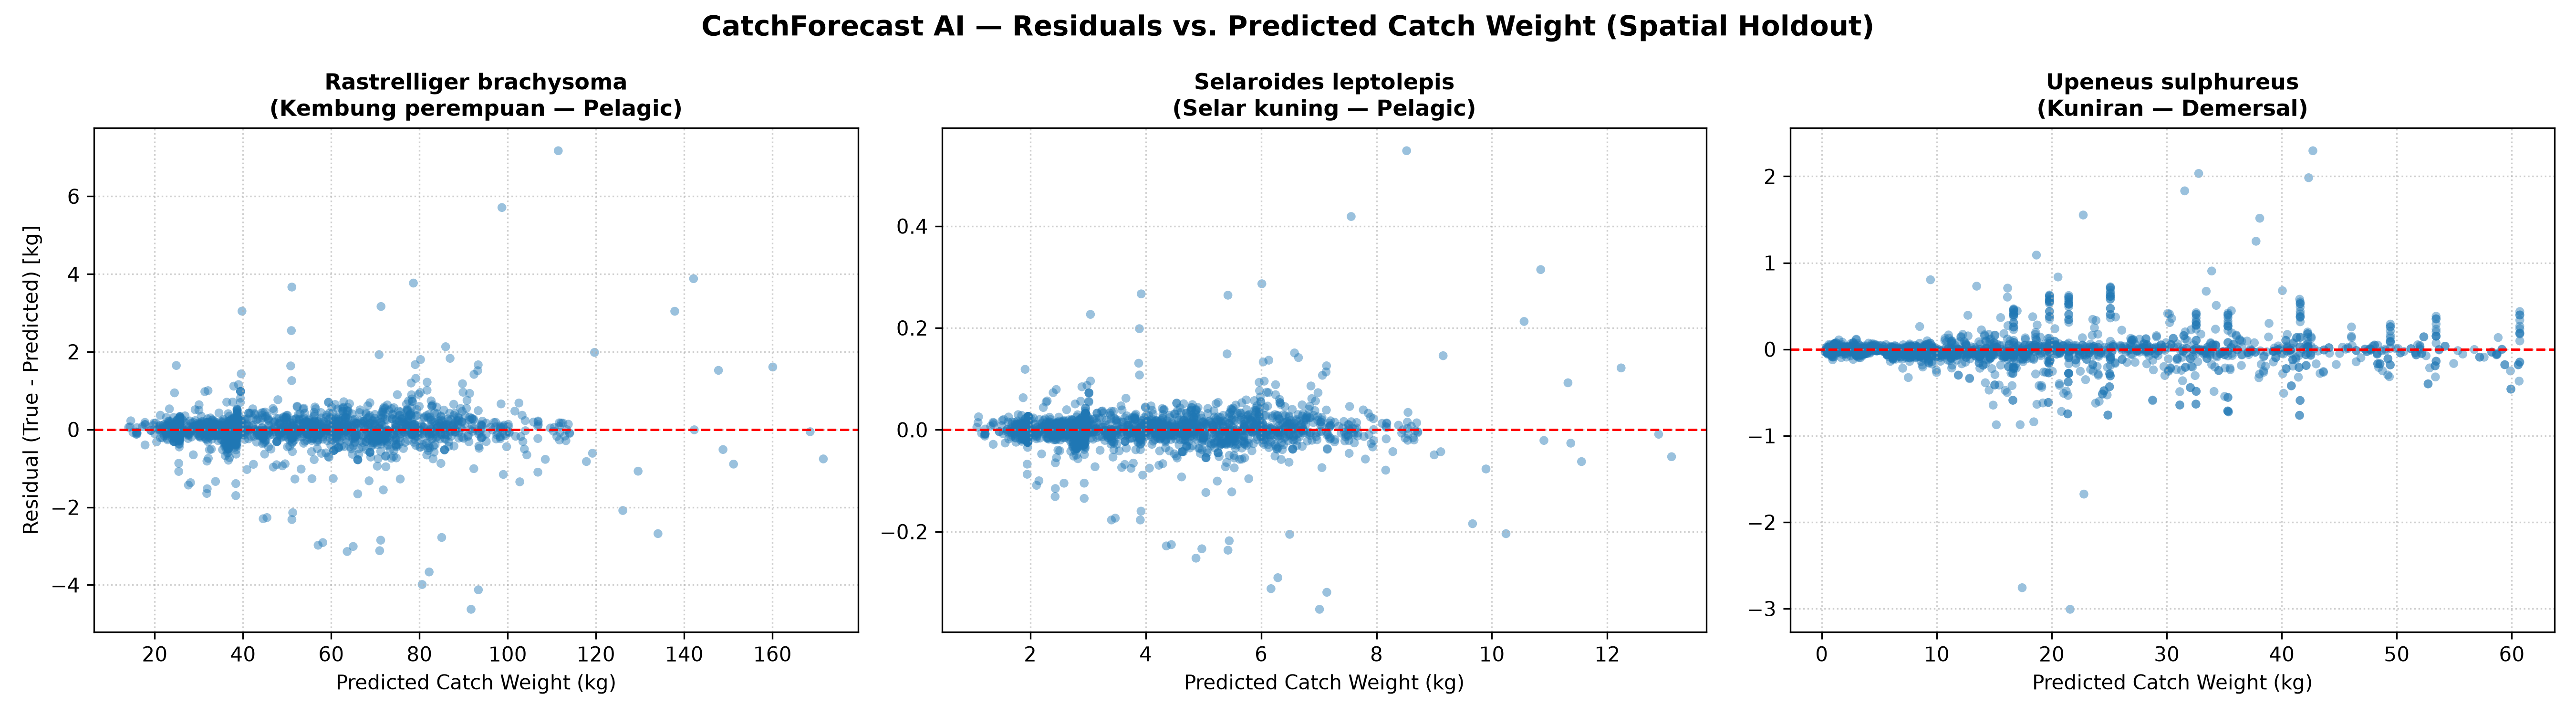 CatchForecast AI — Residuals vs. Predicted Catch Weight (Spatial Holdout)
Rastrelliger brachysoma
(Kembung perempuan — Pelagic)
Residual (True - Predicted) [kg]
6
4
2
0
−2
−4
20 40 60 80 100 120 140 160
Predicted Catch Weight (kg)
Selaroides leptolepis
(Selar kuning — Pelagic)
0.4
0.2
0.0
−0.2
2 4 6 8 10 12
Predicted Catch Weight (kg)
Upeneus sulphureus
(Kuniran — Demersal)
2
1
0
−1
−2
−3
0 10 20 30 40 50 60
Predicted Catch Weight (kg)